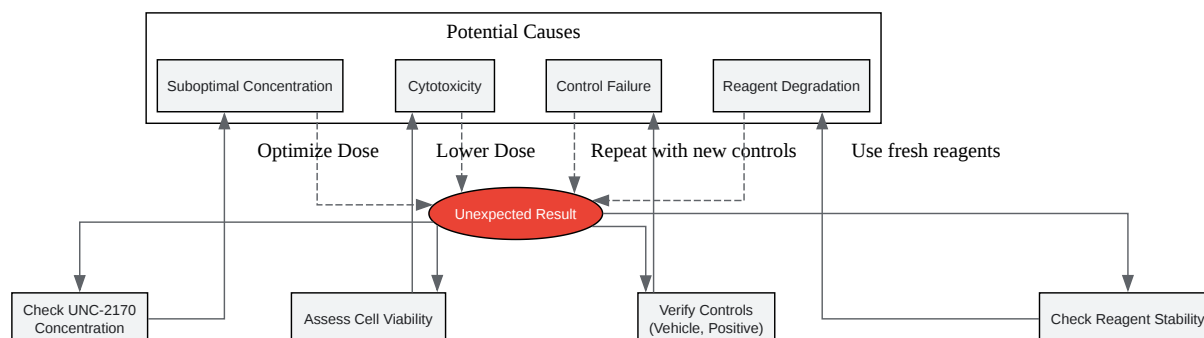 Potential Causes
Suboptimal Concentration
Cytotoxicity
Control Failure
Reagent Degradation
Optimize Dose
Lower Dose
Repeat with new controls
Use fresh reagents
Unexpected Result
Check UNC-2170
Concentration
Assess Cell Viability
Verify Controls
(Vehicle, Positive)
Check Reagent Stability